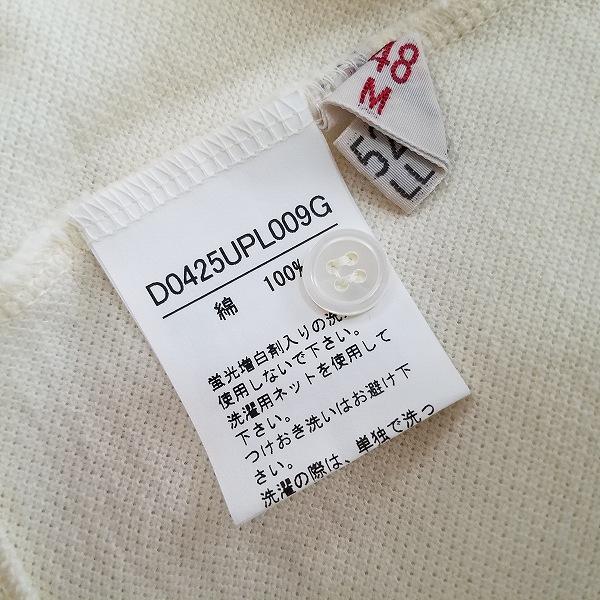 48
M
52
LL
D0425UPL009G
綿 100%
蛍光増白剤入りの洗
使用しないで下さい。
洗濯用ネットを使用して
下さい。
つけおき洗いはお避け下
さい。
洗濯の際は、単独で洗っ